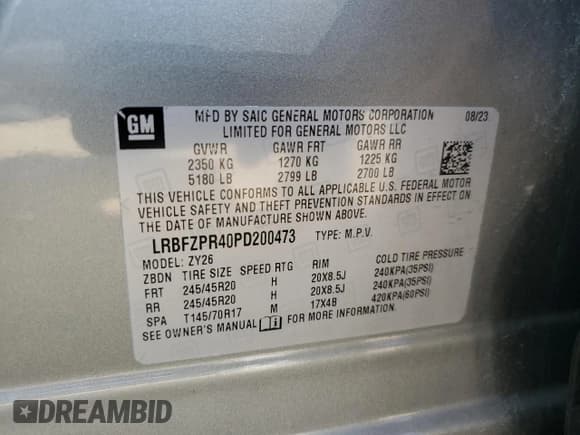 GM
MFD BY SAIC GENERAL MOTORS CORPORATION 08/23
LIMITED FOR GENERAL MOTORS LLC
GVWR GAWR FRT GAWR RR
2350 KG 1270 KG 1225 KG
5180 LB 2799 LB 2700 LB
THIS VEHICLE CONFORMS TO ALL APPLICABLE U.S. FEDERAL MOTOR
VEHICLE SAFETY AND THEFT PREVENTION STANDARDS IN EFFECT ON
THE DATE OF MANUFACTURE SHOWN ABOVE.
LRBFZPR40PD200473 TYPE: M.P.V.
MODEL: ZY26
ZBDN TIRE SIZE SPEED RTG RIM COLD TIRE PRESSURE
FRT 245/45R20 H 20X8.5J 240KPA(35PSI)
RR 245/45R20 H 20X8.5J 240KPA(35PSI)
SPA T145/70R17 M 17X4B 420KPA(60PSI)
SEE OWNER'S MANUAL FOR MORE INFORMATION.
DREAMBID